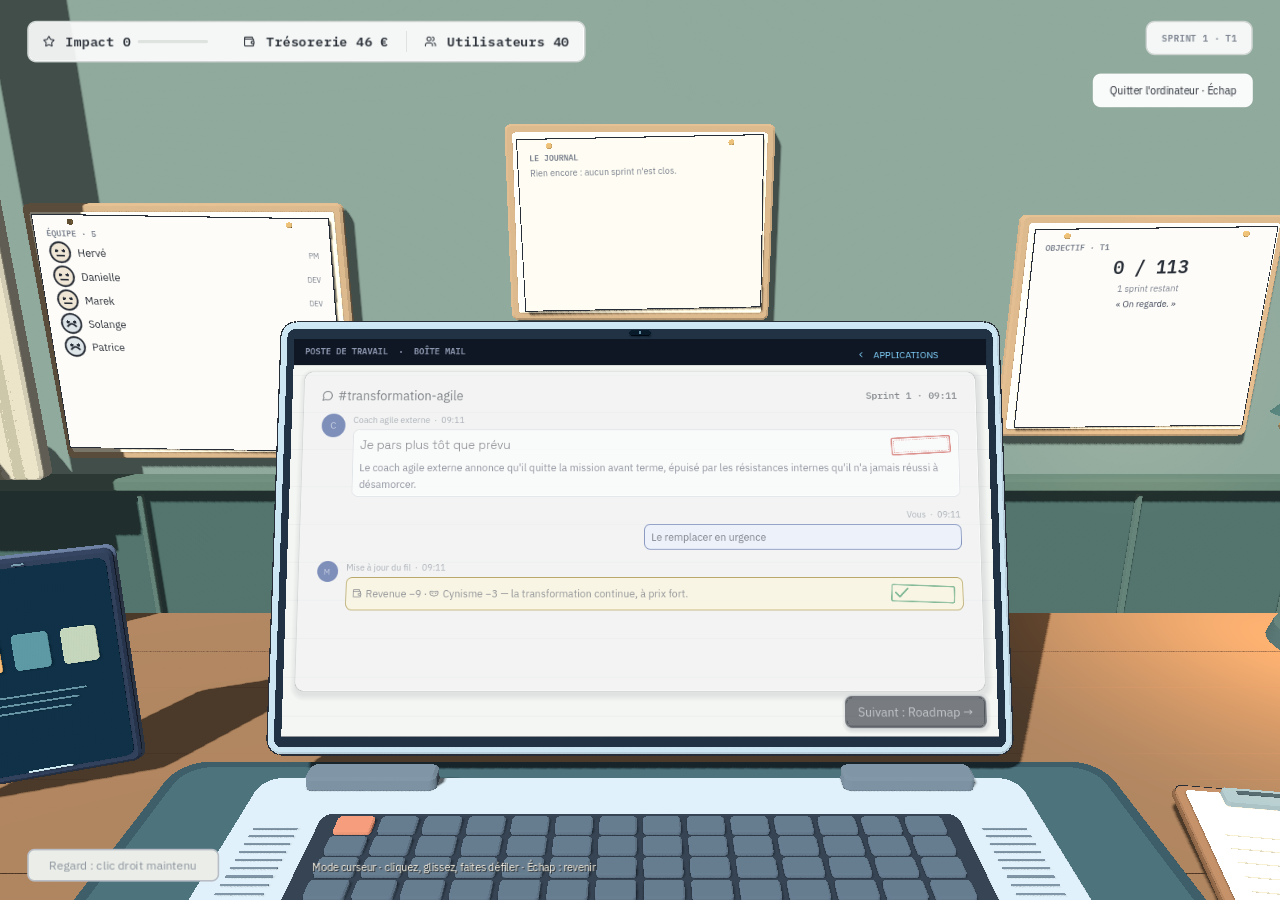 Impact 0
Trésorerie 46 €
Utilisateurs 40
SPRINT 1 · T1
Quitter l'ordinateur · Échap
LE JOURNAL
Rien encore : aucun sprint n'est clos.
ÉQUIPE · 5
Hervé
PM
Danielle
DEV
Marek
DEV
Solange
Patrice
OBJECTIF · T1
0 / 113
1 sprint restant
« On regarde. »
POSTE DE TRAVAIL · BOÎTE MAIL
‹ APPLICATIONS
#transformation-agile
Sprint 1 · 09:11
C
Coach agile externe · 09:11
Je pars plus tôt que prévu
Le coach agile externe annonce qu'il quitte la mission avant terme, épuisé par les résistances internes qu'il n'a jamais réussi à
désamorcer.
Vous · 09:11
Le remplacer en urgence
M
Mise à jour du fil · 09:11
Revenue −9 · Cynisme −3 — la transformation continue, à prix fort.
Suivant : Roadmap →
Regard : clic droit maintenu
Mode curseur · cliquez, glissez, faites défiler · Échap : revenir